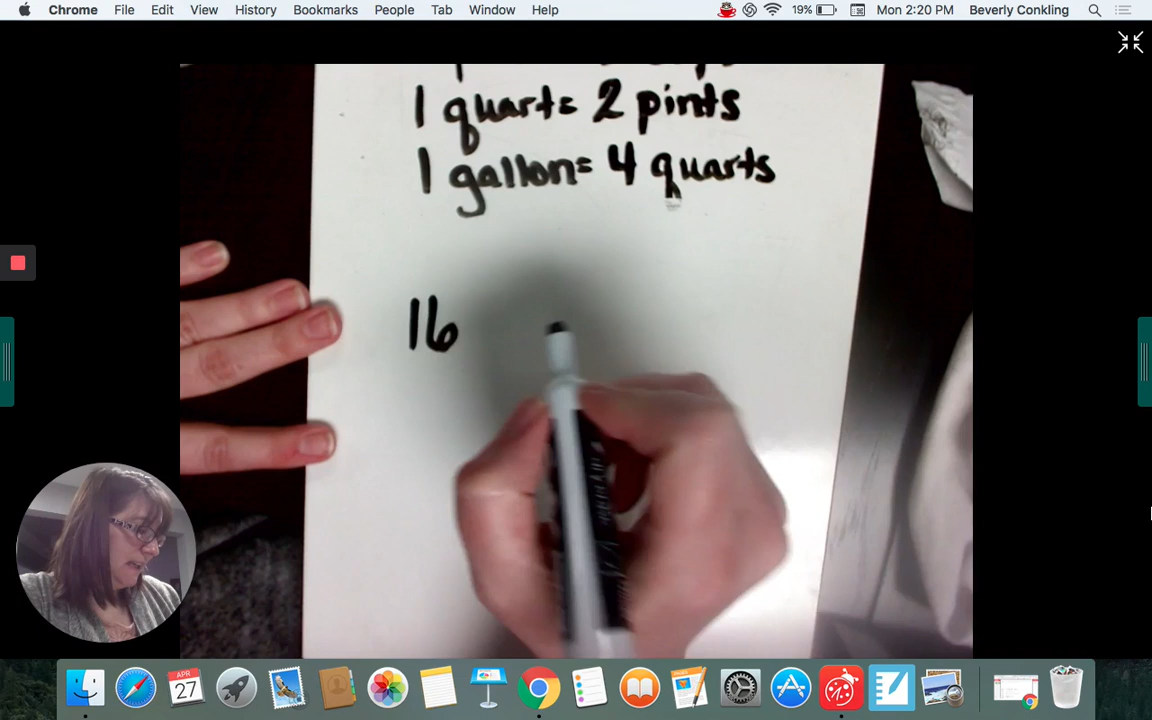 Chrome File Edit View History Bookmarks People Tab Window Help 19% Mon 2:20 PM Beverly Conkling
1 quart= 2 pints
1 gallon= 4 quarts
16
APR
27